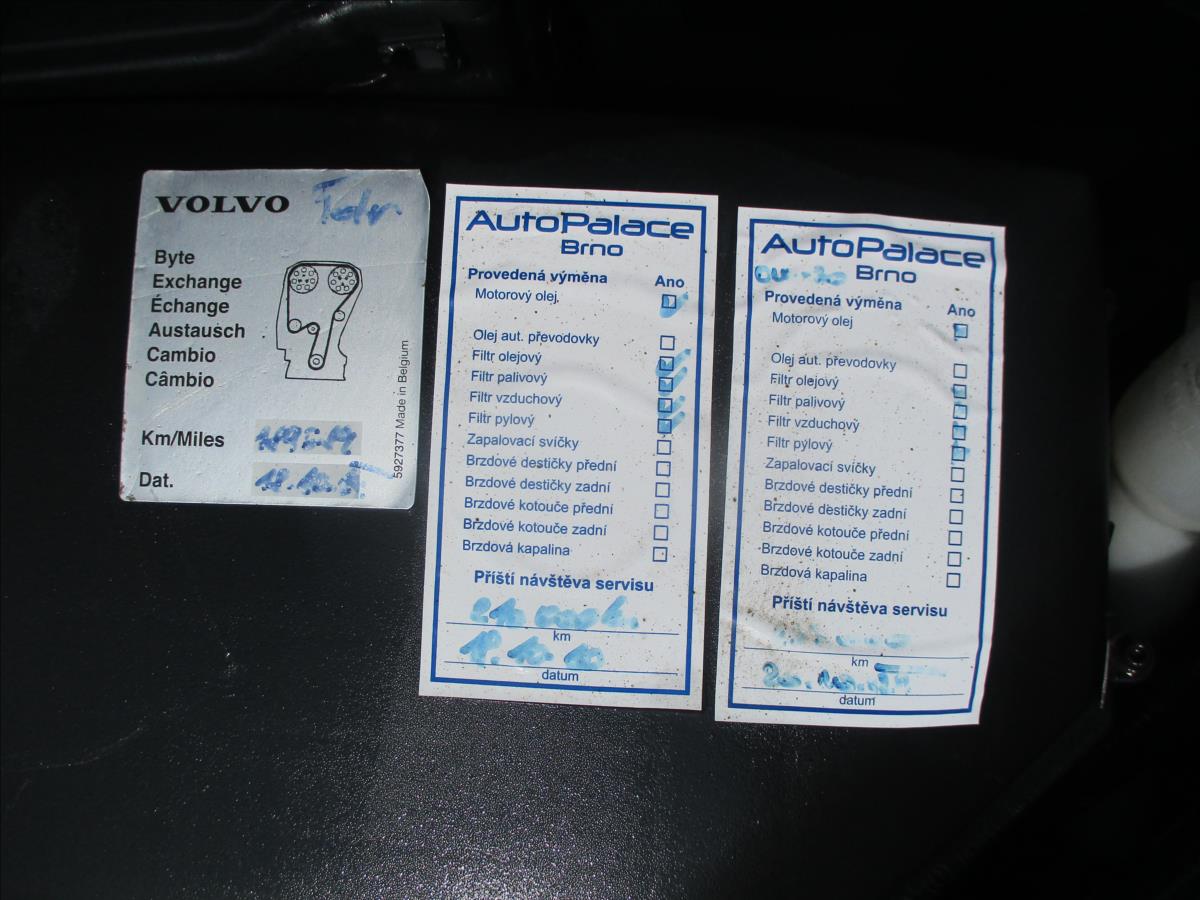 VOLVO
Byte
Exchange
Échange
Austausch
Cambio
Câmbio
Km/Miles
Dat.
5927377 Made in Belgium
AutoPalace
Brno
Provedená výměna Ano
Motorový olej
Olej aut. převodovky
Filtr olejový
Filtr palivový
Filtr vzduchový
Filtr pylový
Zapalovací svíčky
Brzdové destičky přední
Brzdové destičky zadní
Brzdové kotouče přední
Brzdové kotouče zadní
Brzdová kapalina
Příští návštěva servisu
km
datum
AutoPalace
Brno
Provedená výměna Ano
Motorový olej
Olej aut. převodovky
Filtr olejový
Filtr palivový
Filtr vzduchový
Filtr pylový
Zapalovací svíčky
Brzdové destičky přední
Brzdové destičky zadní
Brzdové kotouče přední
Brzdové kotouče zadní
Brzdová kapalina
Příští návštěva servisu
km
datum